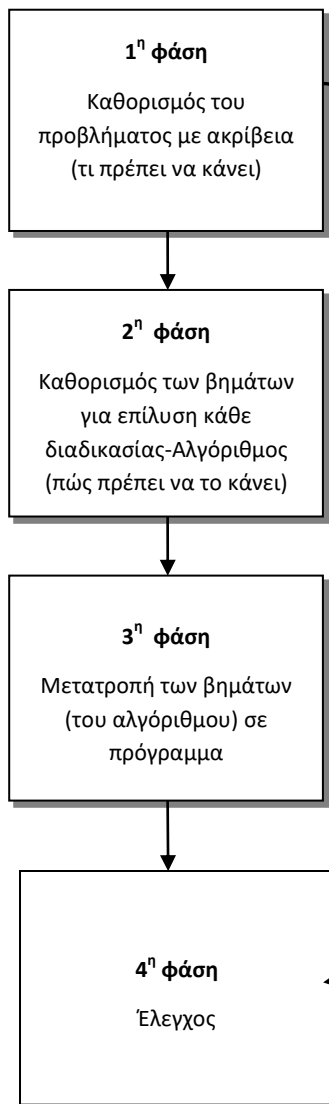 1η φάση
Καθορισμός του
προβλήματος με ακρίβεια
(τι πρέπει να κάνει)
2η φάση
Καθορισμός των βημάτων
για επίλυση κάθε
διαδικασία-Αλγόριθμος
(πώς πρέπει να το κάνει)
3η φάση
Μετατροπή των βημάτων
(του αλγόριθμου) σε
πρόγραμμα
4η φάση
Έλεγχος